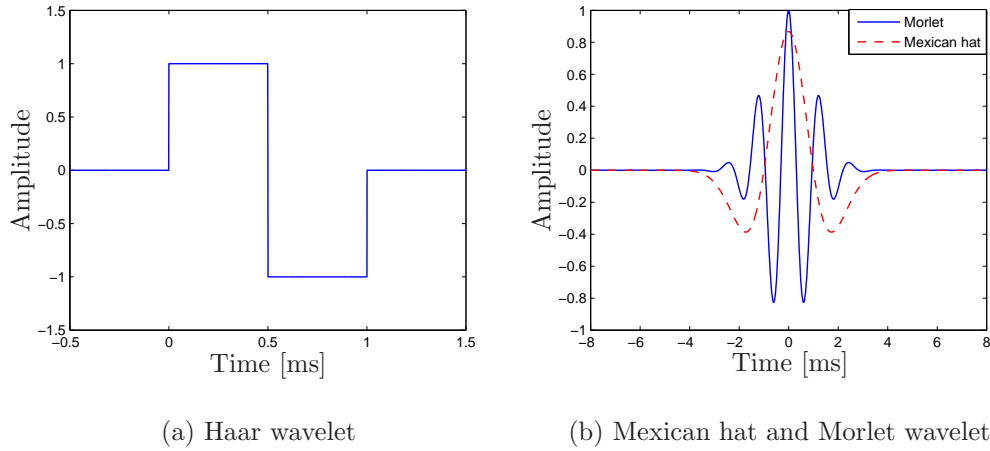 1.5
1
0.5
0
−0.5
−1
−1.5
Amplitude
−0.5 0 0.5 1 1.5
Time [ms]
(a) Haar wavelet
1
0.8
0.6
0.4
0.2
0
−0.2
−0.4
−0.6
−0.8
−1
Amplitude
Morlet
Mexican hat
−8 −6 −4 −2 0 2 4 6 8
Time [ms]
(b) Mexican hat and Morlet wavelet